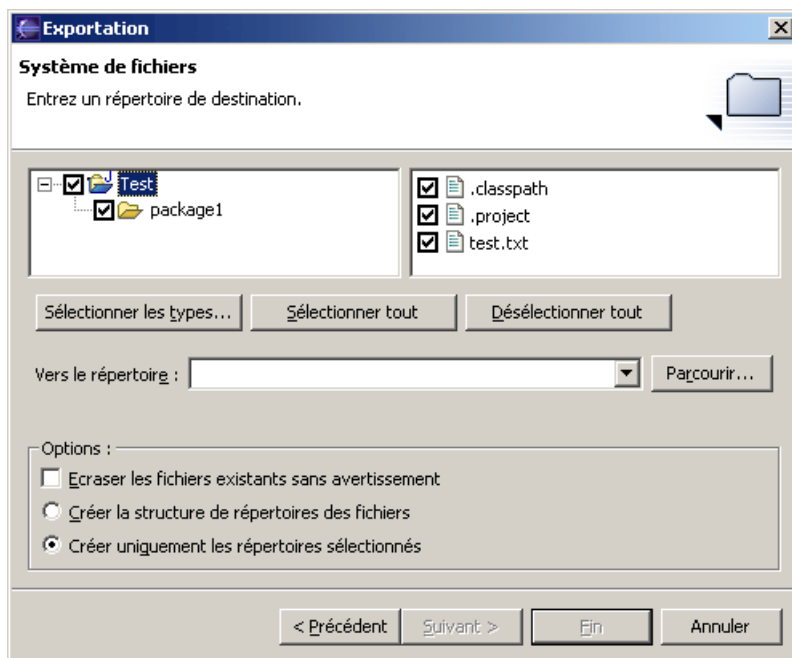 Exportation
Système de fichiers
Entrez un répertoire de destination.
Test
package1
.classpath
.project
test.txt
Sélectionner les types... Sélectionner tout Désélectionner tout
Vers le répertoire : Parcourir...
Options :
Ecraser les fichiers existants sans avertissement
Créer la structure de répertoires des fichiers
Créer uniquement les répertoires sélectionnés
< Précédent Suivant > Fin Annuler